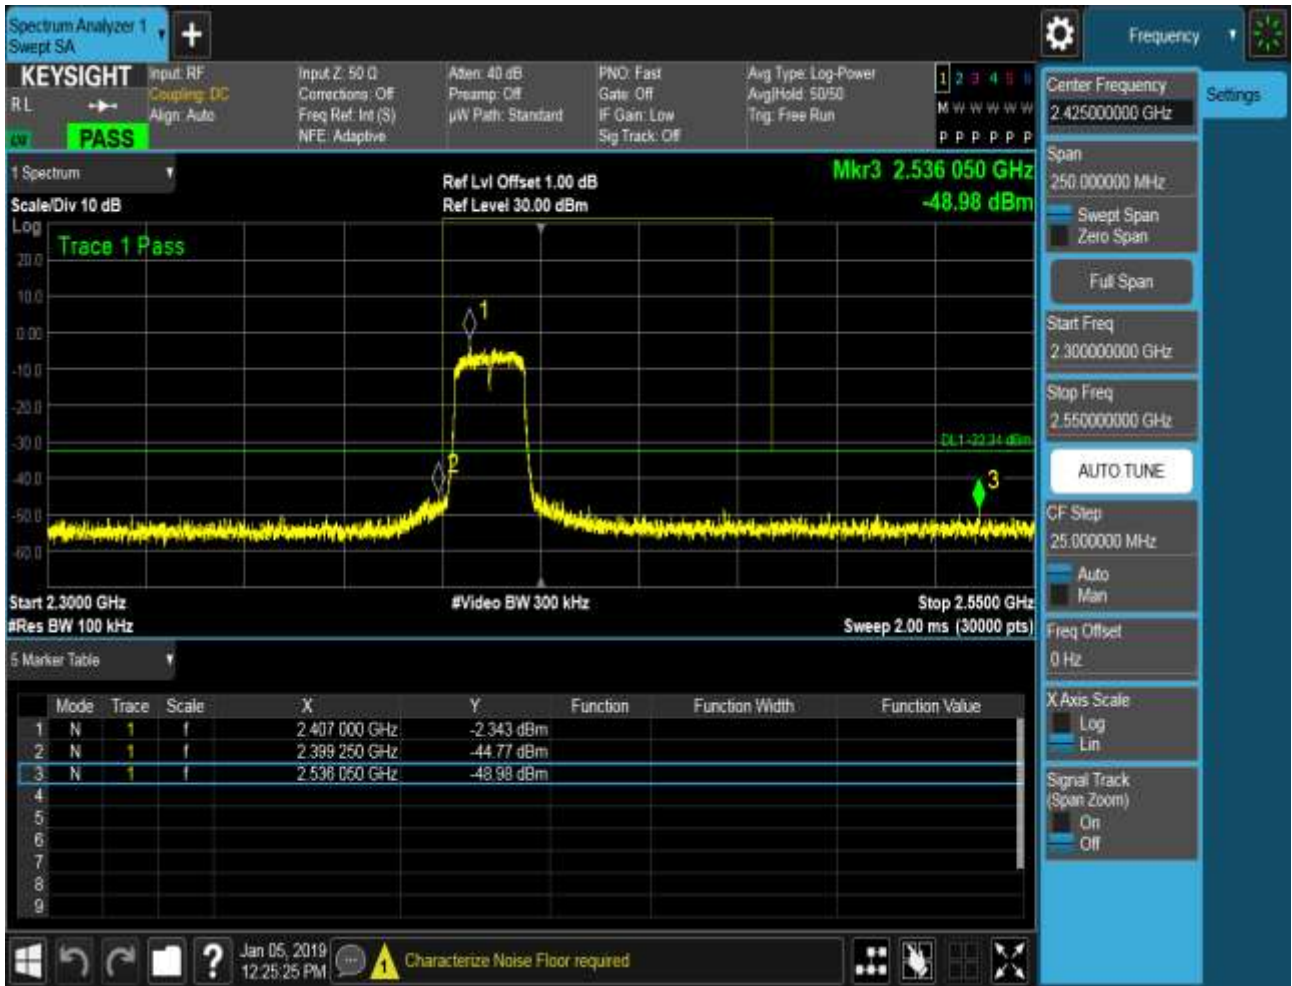 Spectrum Analyzer 1
Swept SA
Frequency
KEYSIGHT
R L
PASS
Input: RF
Coupling: DC
Align: Auto
Input Z: 50 Ω
Corrections: Off
Freq Ref: Int (S)
NFE: Adaptive
Atten: 40 dB
Preamp: Off
µW Path: Standard
PNO: Fast
Gate: Off
IF Gain: Low
Sig Track: Off
Avg Type: Log-Power
Avg|Hold: 50/50
Trig: Free Run
1 2 3 4 5 6
M W W W W W
P P P P P P
1 Spectrum
Scale/Div 10 dB
Ref Lvl Offset 1.00 dB
Ref Level 30.00 dBm
Mkr3 2.536 050 GHz
-48.98 dBm
Log
Trace 1 Pass
20.0
10.0
0.00
-10.0
-20.0
-30.0
-40.0
-50.0
-60.0
1
2
3
DL1 -32.34 dBm
Start 2.3000 GHz
#Res BW 100 kHz
#Video BW 300 kHz
Stop 2.5500 GHz
Sweep 2.00 ms (30000 pts)
5 Marker Table
Mode Trace Scale X Y Function Function Width Function Value
1 N 1 f 2.407 000 GHz -2.343 dBm
2 N 1 f 2.399 250 GHz -44.77 dBm
3 N 1 f 2.536 050 GHz -48.98 dBm
4
5
6
7
8
9
Jan 05, 2019
12:25:25 PM
?
1
Characterize Noise Floor required
Settings
Center Frequency
2.425000000 GHz
Span
250.000000 MHz
Swept Span
Zero Span
Full Span
Start Freq
2.300000000 GHz
Stop Freq
2.550000000 GHz
AUTO TUNE
CF Step
25.000000 MHz
Auto
Man
Freq Offset
0 Hz
X Axis Scale
Log
Lin
Signal Track
(Span Zoom)
On
Off